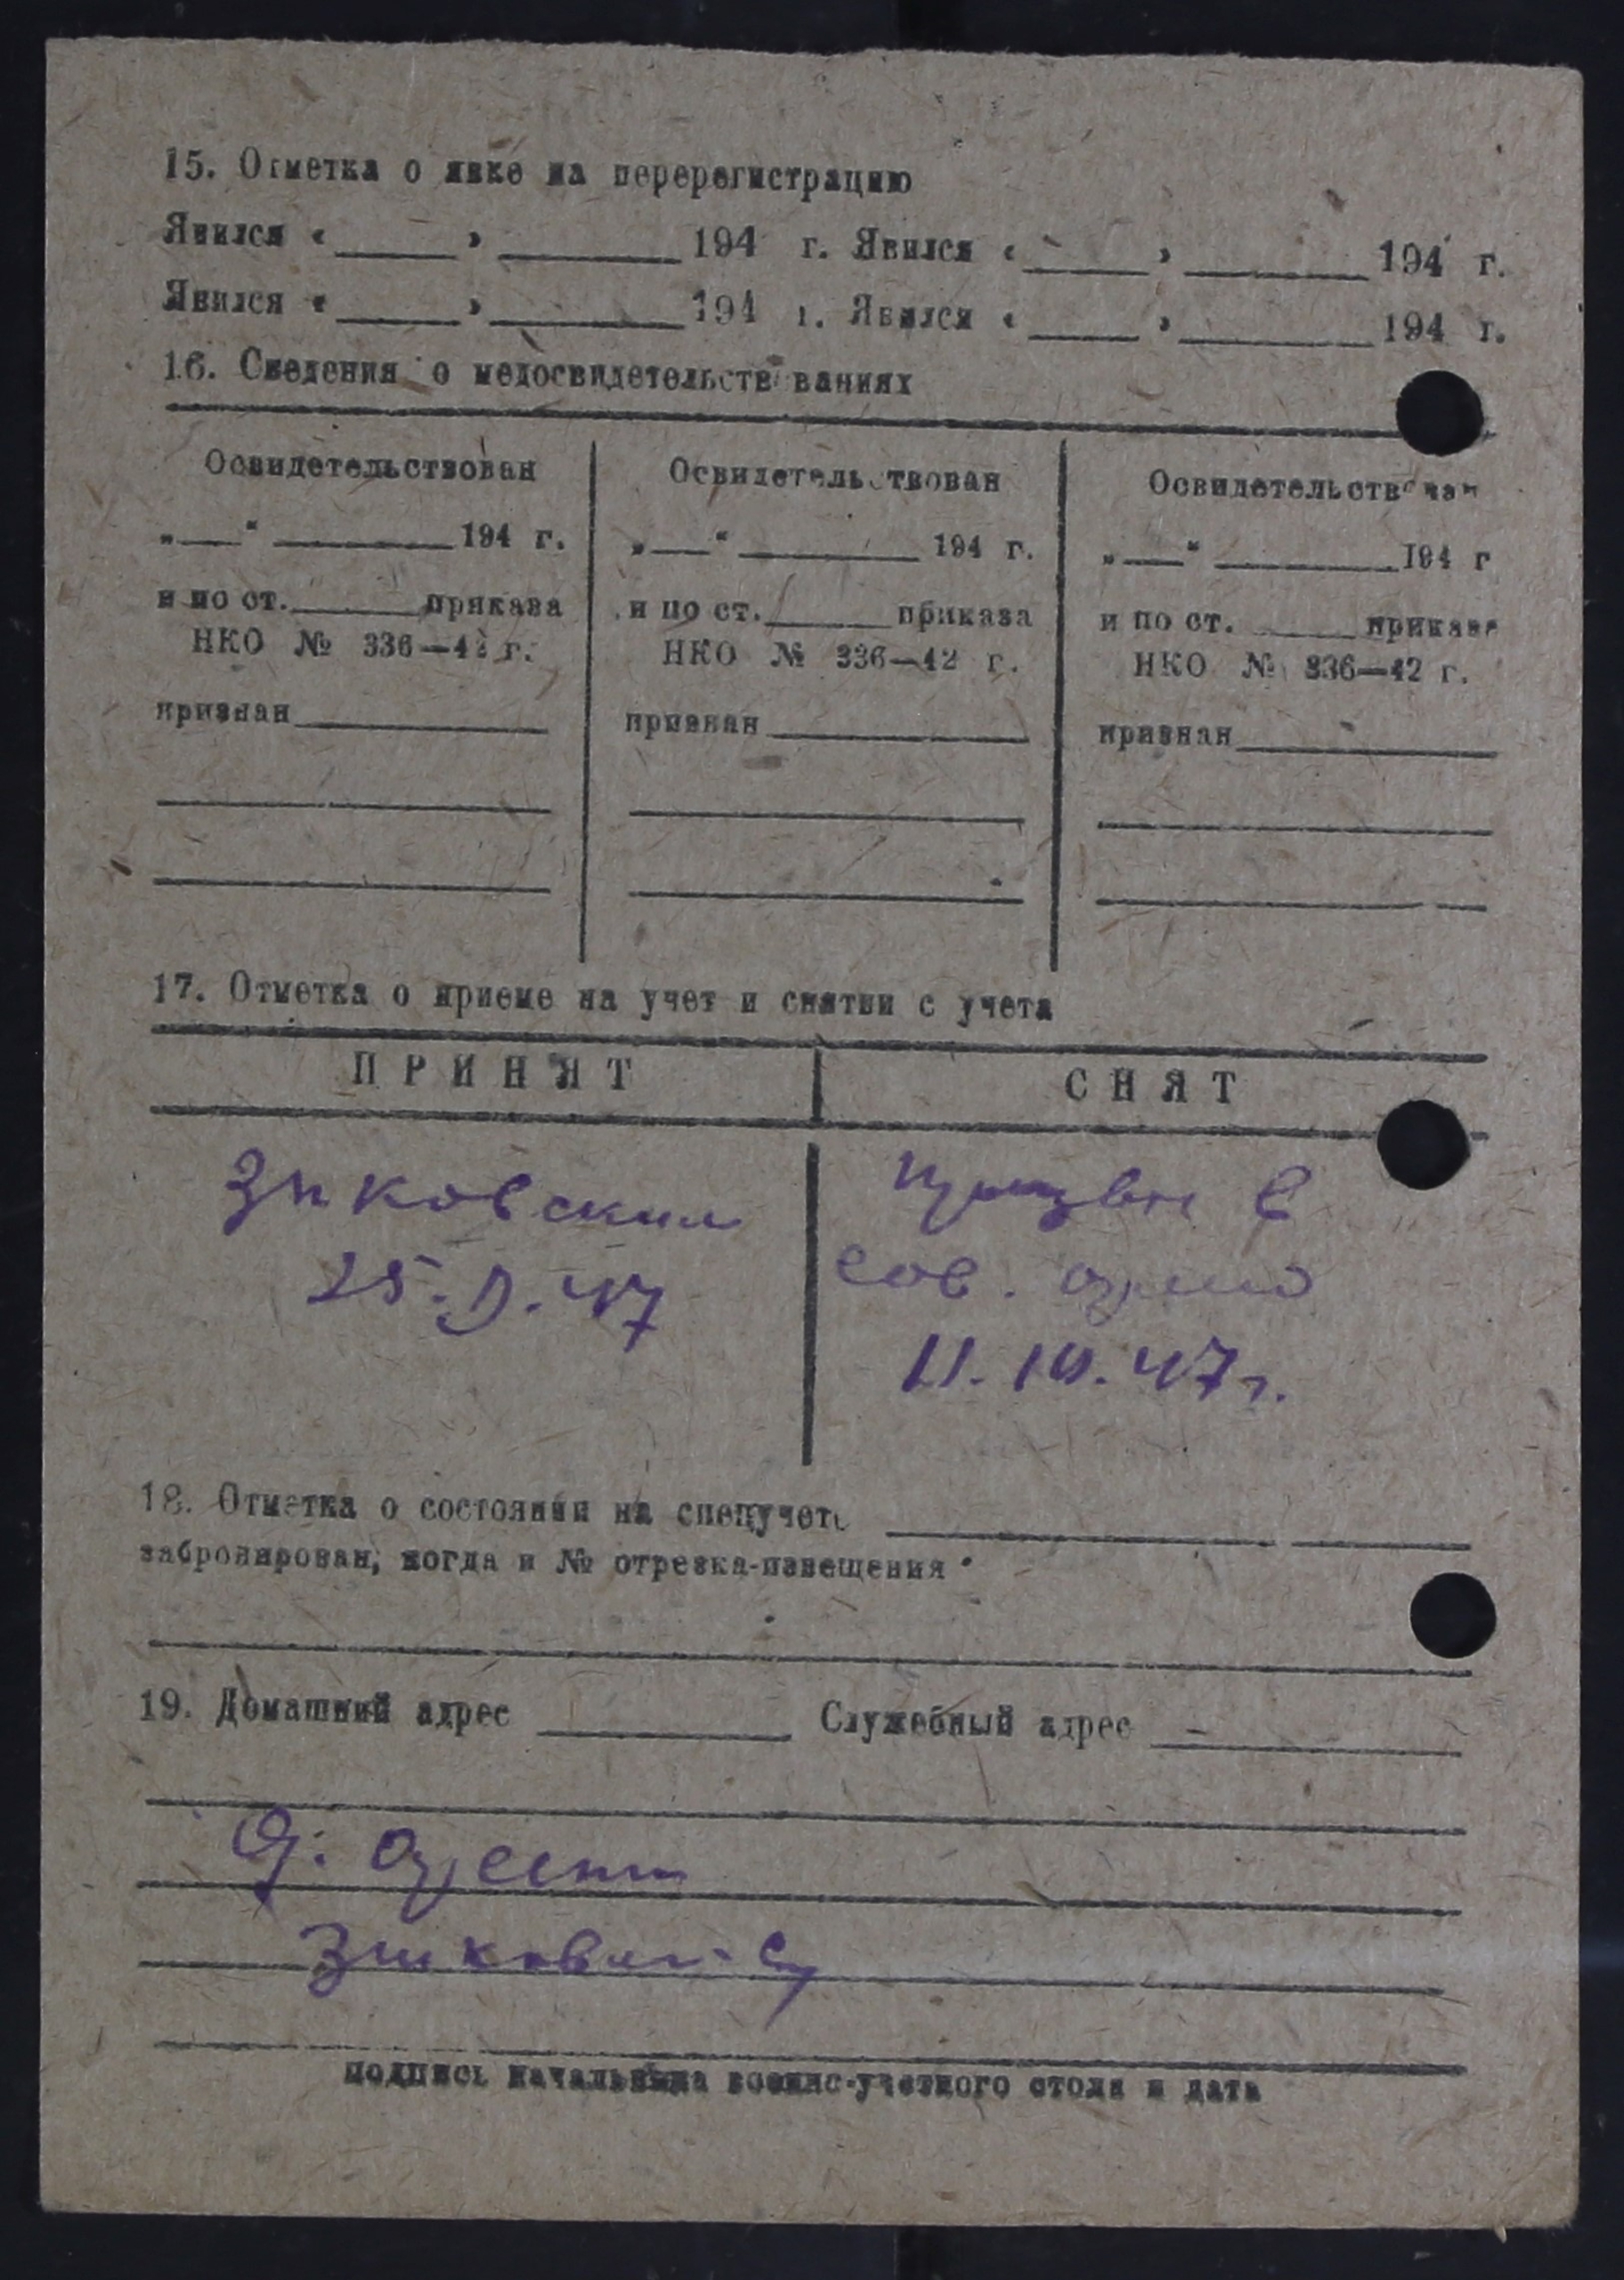 15. Отметка о явке на перерегистрацию
Явился « » 194 г. Явился « » 194 г.
Явился « » 194 г. Явился « » 194 г.
16. Сведения о медосвидетельств ваниях
Освидетельствован Освидетельствован Освидетельствован
„ “ 194 г. „ “ 194 г. „ “ 194 г
и по ст. приказа и по ст. приказа и по ст. приказа
НКО № 336—42 г. НКО № 336—42 г. НКО № 336—42 г.
признан признан признан
17. Отметка о приеме на учет и снятии с учета
ПРИНЯТ СНЯТ
Зиковский призван в
25. 47 сов. армию
11.10.47 г.
18. Отметка о состоянии на спецучете
забронирован, когда и № отрезка-извещения
19. Домашний адрес Служебный адрес -
д.
подпись начальника военно-учетного стола и дата